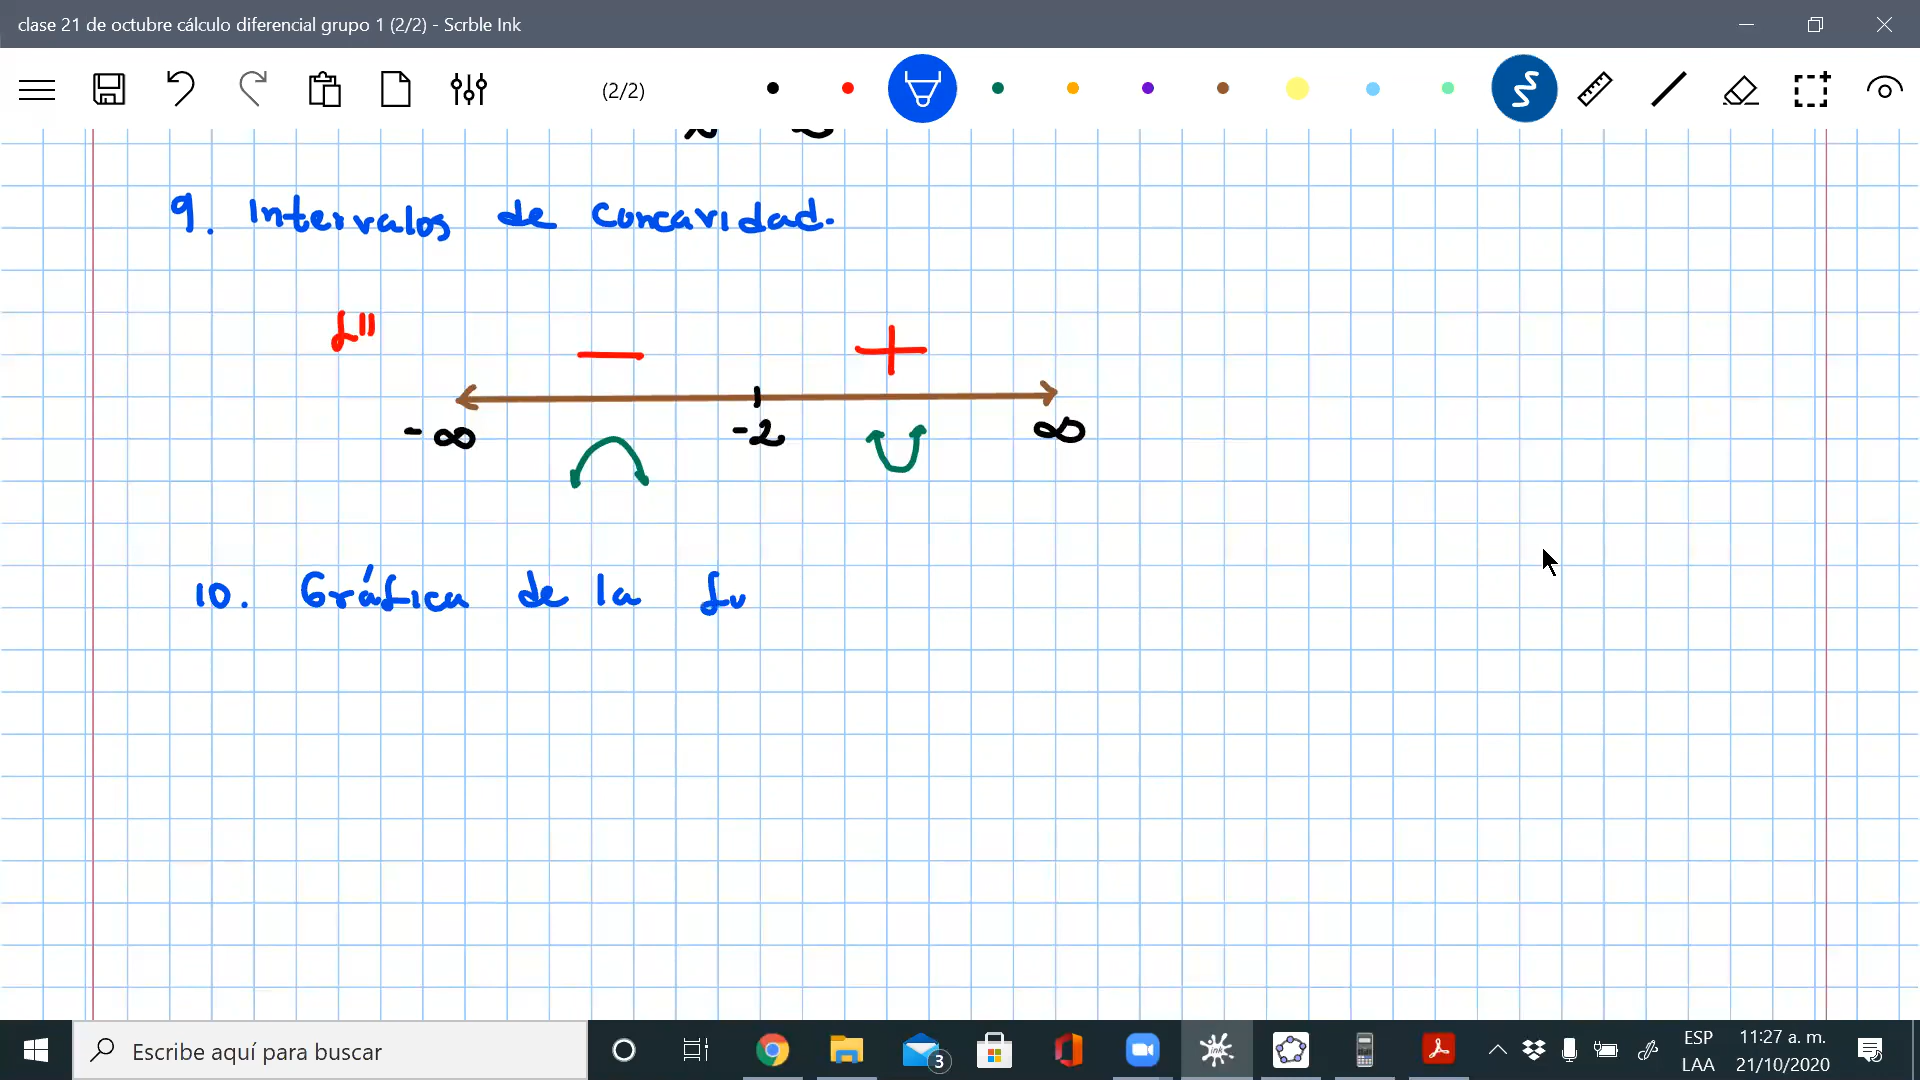 clase 21 de octubre cálculo diferencial grupo 1 (2/2) - Scrble Ink
(2/2)
9. Intervalos de concavidad.
f''
− +
-∞ -2 ∞
10. Gráfica de la fu
Escribe aquí para buscar
3
ink
ESP
LAA
11:27 a. m.
21/10/2020